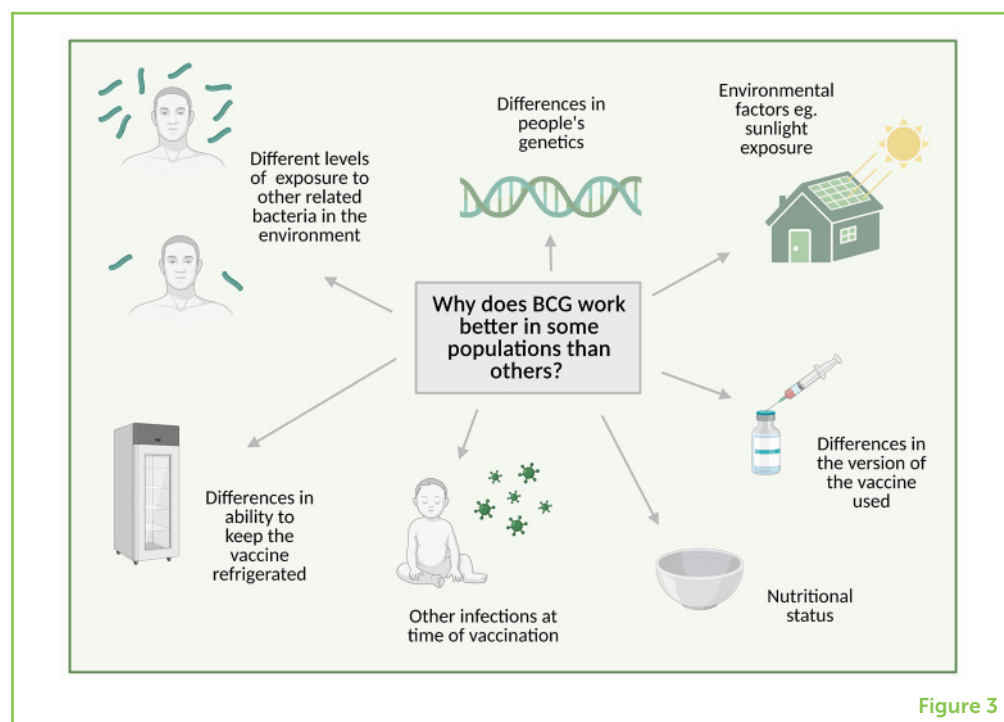 Different levels
of exposure to
other related
bacteria in the
environment
Differences in
people's
genetics
Environmental
factors eg.
sunlight
exposure
Why does BCG work
better in some
populations than
others?
Differences in
ability to
keep the
vaccine
refrigerated
Other infections at
time of vaccination
Nutritional
status
Differences in
the version of
the vaccine
used
Figure 3